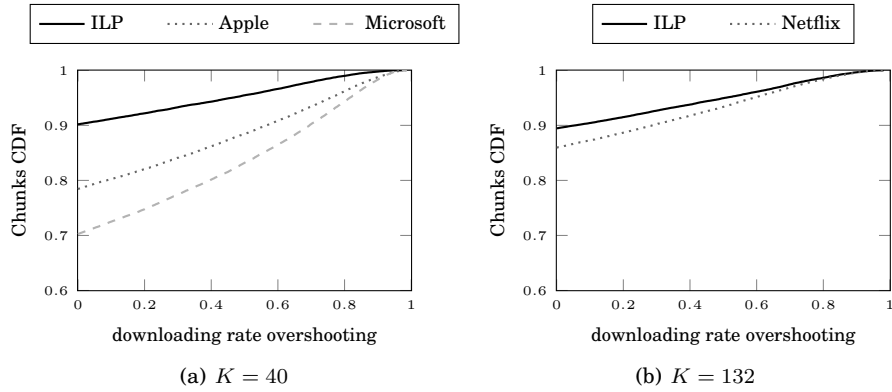 ILP Apple Microsoft
1
0.9
0.8
0.7
0.6
Chunks CDF
0 0.2 0.4 0.6 0.8 1
downloading rate overshooting
(a) K = 40
ILP Netflix
1
0.9
0.8
0.7
0.6
Chunks CDF
0 0.2 0.4 0.6 0.8 1
downloading rate overshooting
(b) K = 132